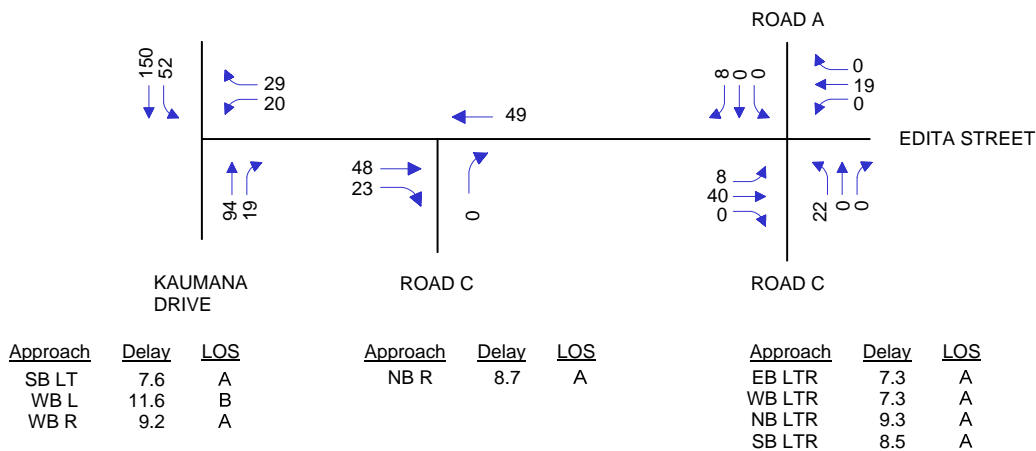 ROAD A
150
52
29
20
94
19
48
23
49
0
8
0
0
0
19
0
EDITA STREET
8
40
0
22
0
0
KAUMANA
DRIVE
ROAD C
ROAD C
Approach Delay LOS
SB LT 7.6 A
WB L 11.6 B
WB R 9.2 A
Approach Delay LOS
NB R 8.7 A
Approach Delay LOS
EB LTR 7.3 A
WB LTR 7.3 A
NB LTR 9.3 A
SB LTR 8.5 A